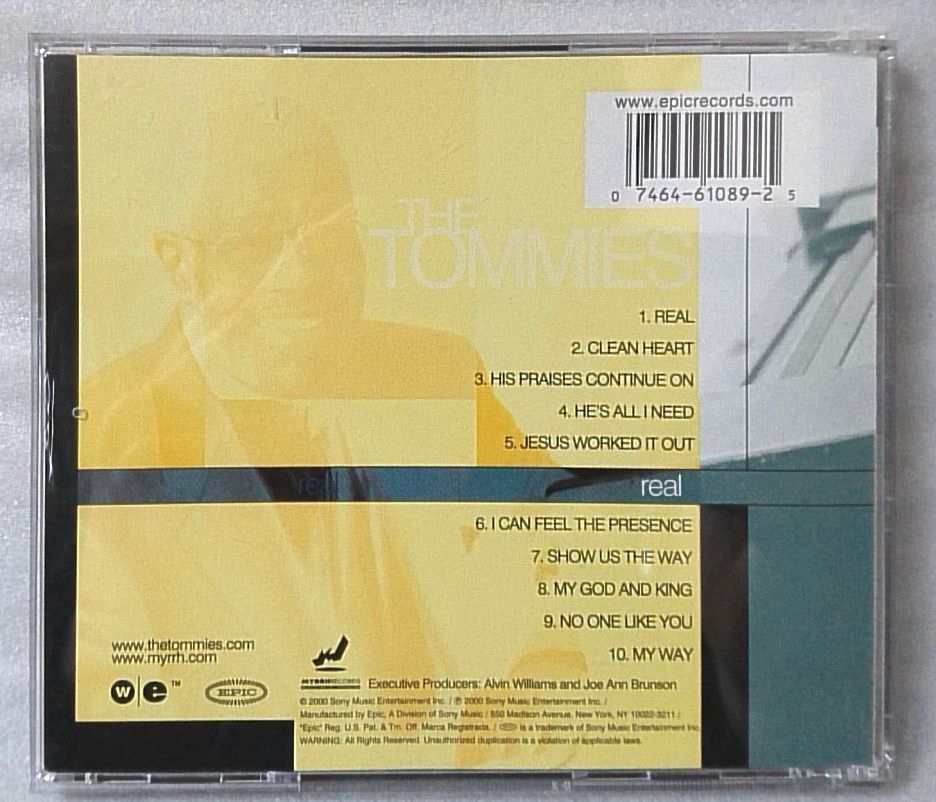 www.epicrecords.com
0 7464-61089-2 5
THE
TOMMIES
1. REAL
2. CLEAN HEART
3. HIS PRAISES CONTINUE ON
4. HE'S ALL I NEED
5. JESUS WORKED IT OUT
real real
6. I CAN FEEL THE PRESENCE
7. SHOW US THE WAY
8. MY GOD AND KING
9. NO ONE LIKE YOU
10. MY WAY
www.thetommies.com
www.myrrh.com
w e ™ EPIC
MYRRH RECORDS Executive Producers: Alvin Williams and Joe Ann Brunson
© 2000 Sony Music Entertainment Inc. / ℗ 2000 Sony Music Entertainment Inc. /
Manufactured by Epic, A Division of Sony Music / 550 Madison Avenue, New York, NY 10022-3211 /
"Epic" Reg. U.S. Pat. & Tm. Off. Marca Registrada. / EPIC is a trademark of Sony Music Entertainment Inc.
WARNING: All Rights Reserved. Unauthorized duplication is a violation of applicable laws.